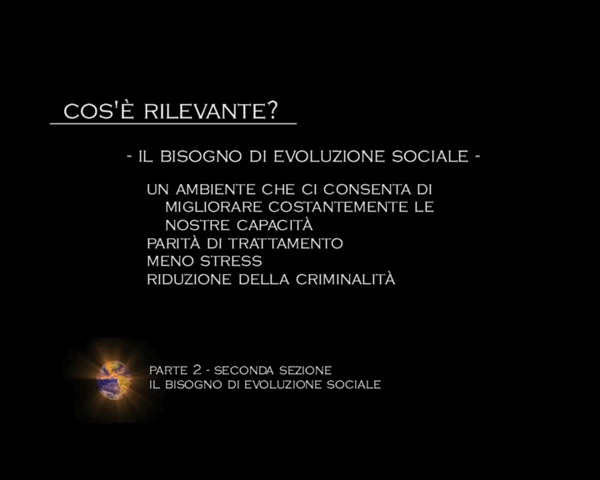 COS'È RILEVANTE?
- IL BISOGNO DI EVOLUZIONE SOCIALE -
UN AMBIENTE CHE CI CONSENTA DI
MIGLIORARE COSTANTEMENTE LE
NOSTRE CAPACITÀ
PARITÀ DI TRATTAMENTO
MENO STRESS
RIDUZIONE DELLA CRIMINALITÀ
PARTE 2 - SECONDA SEZIONE
IL BISOGNO DI EVOLUZIONE SOCIALE